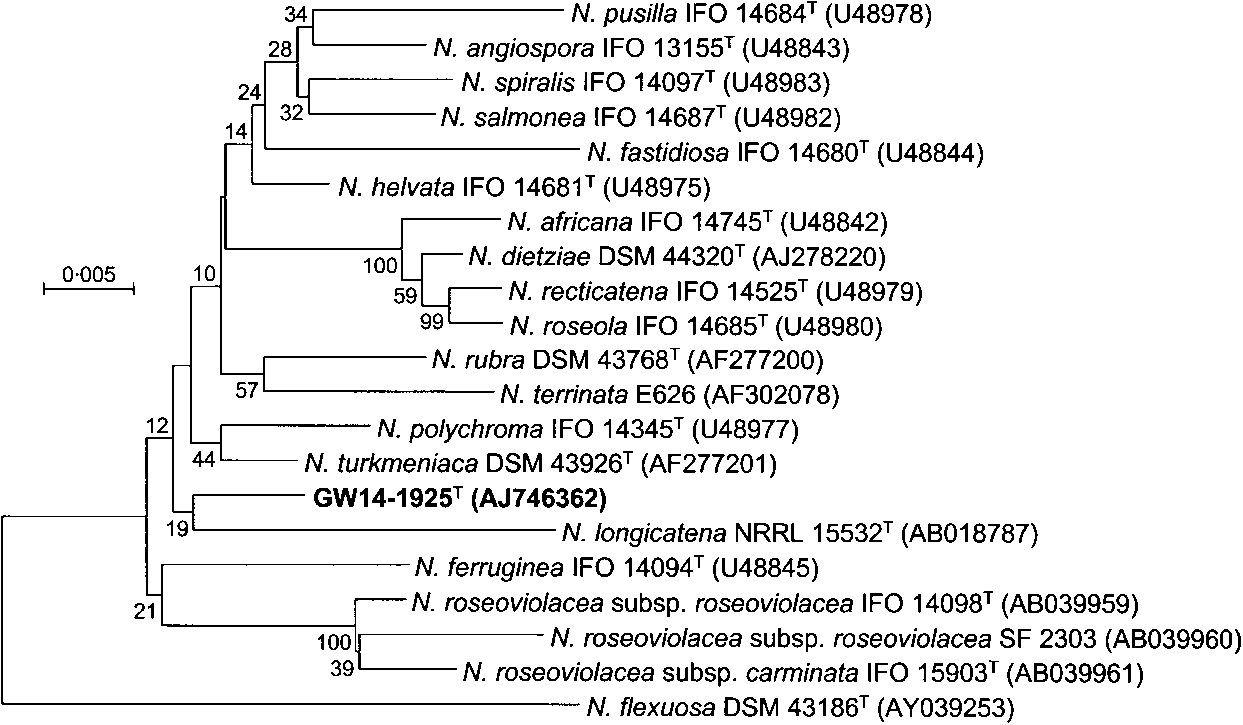 34 N. pusilla IFO 14684ᵀ (U48978)
28 N. angiospora IFO 13155ᵀ (U48843)
N. spiralis IFO 14097ᵀ (U48983)
24
32 N. salmonea IFO 14687ᵀ (U48982)
14
N. fastidiosa IFO 14680ᵀ (U48844)
N. helvata IFO 14681ᵀ (U48975)
N. africana IFO 14745ᵀ (U48842)
100 N. dietziae DSM 44320ᵀ (AJ278220)
0·005 10
59 N. recticatena IFO 14525ᵀ (U48979)
99 N. roseola IFO 14685ᵀ (U48980)
N. rubra DSM 43768ᵀ (AF277200)
57 N. terrinata E626 (AF302078)
12 N. polychroma IFO 14345ᵀ (U48977)
44 N. turkmeniaca DSM 43926ᵀ (AF277201)
GW14-1925ᵀ (AJ746362)
19 N. longicatena NRRL 15532ᵀ (AB018787)
N. ferruginea IFO 14094ᵀ (U48845)
21 N. roseoviolacea subsp. roseoviolacea IFO 14098ᵀ (AB039959)
100 N. roseoviolacea subsp. roseoviolacea SF 2303 (AB039960)
39 N. roseoviolacea subsp. carminata IFO 15903ᵀ (AB039961)
N. flexuosa DSM 43186ᵀ (AY039253)